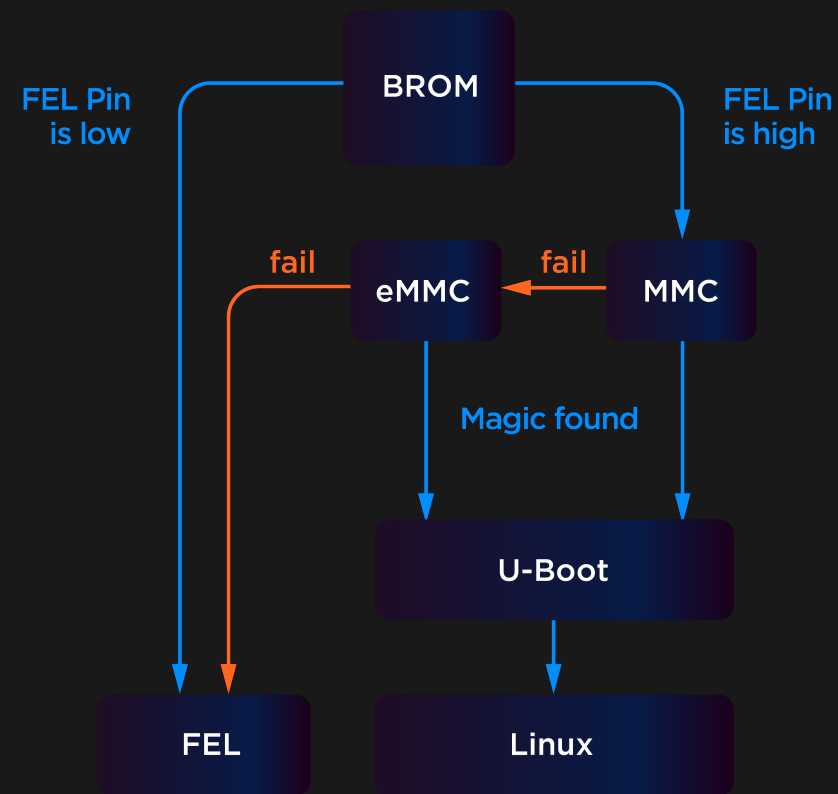 BROM
FEL Pin
is low
FEL Pin
is high
fail
fail
eMMC
MMC
Magic found
U-Boot
FEL
Linux